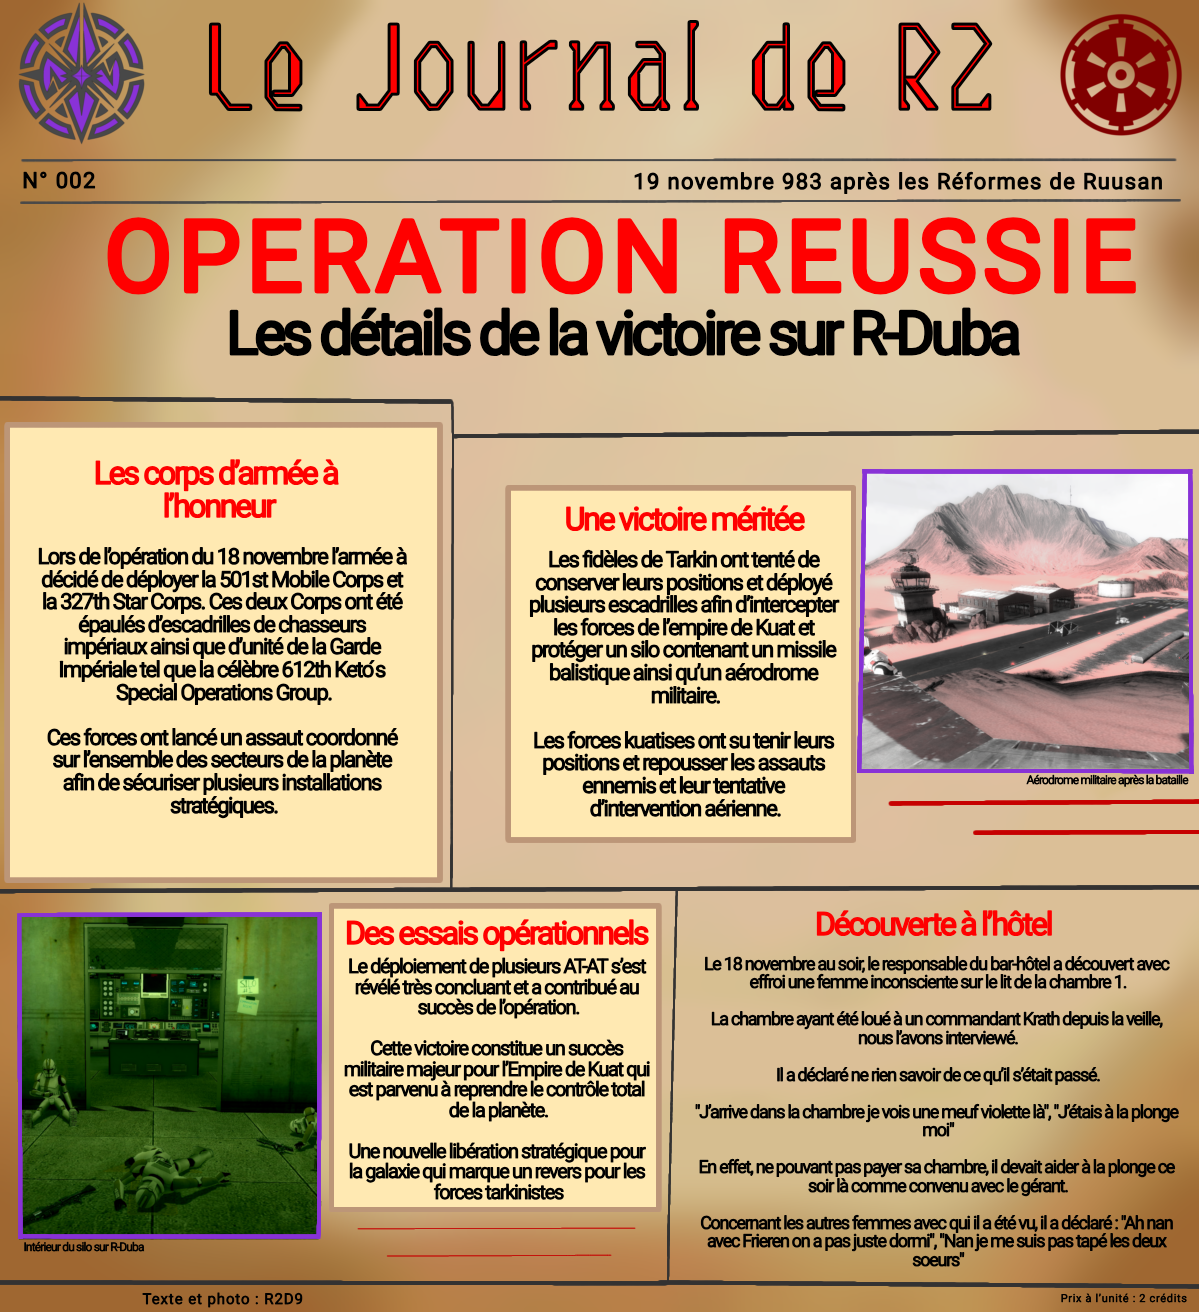 Le Journal de R2
N° 002
19 novembre 983 après les Réformes de Ruusan
OPERATION REUSSIE
Les détails de la victoire sur R-Duba
Les corps d'armée à
l'honneur
Lors de l'opération du 18 novembre l'armée à
décidé de déployer la 501st Mobile Corps et
la 327th Star Corps. Ces deux Corps ont été
épaulés d'escadrilles de chasseurs
impériaux ainsi que d'unité de la Garde
Impériale tel que la célèbre 612th Keto´s
Special Operations Group.
Ces forces ont lancé un assaut coordonné
sur l'ensemble des secteurs de la planète
afin de sécuriser plusieurs installations
stratégiques.
Une victoire méritée
Les fidèles de Tarkin ont tenté de
conserver leurs positions et déployé
plusieurs escadrilles afin d'intercepter
les forces de l'empire de Kuat et
protéger un silo contenant un missile
balistique ainsi qu'un aérodrome
militaire.
Les forces kuatises ont su tenir leurs
positions et repousser les assauts
ennemis et leur tentative
d'intervention aérienne.
Aérodrome militaire après la bataille
Intérieur du silo sur R-Duba
Des essais opérationnels
Le déploiement de plusieurs AT-AT s'est
révélé très concluant et a contribué au
succès de l'opération.
Cette victoire constitue un succès
militaire majeur pour l'Empire de Kuat qui
est parvenu à reprendre le contrôle total
de la planète.
Une nouvelle libération stratégique pour
la galaxie qui marque un revers pour les
forces tarkinistes
Découverte à l'hôtel
Le 18 novembre au soir, le responsable du bar-hôtel a découvert avec
effroi une femme inconsciente sur le lit de la chambre 1.
La chambre ayant été loué à un commandant Krath depuis la veille,
nous l'avons interviewé.
Il a déclaré ne rien savoir de ce qu'il s'était passé.
"J'arrive dans la chambre je vois une meuf violette là", "J'étais à la plonge
moi"
En effet, ne pouvant pas payer sa chambre, il devait aider à la plonge ce
soir là comme convenu avec le gérant.
Concernant les autres femmes avec qui il a été vu, il a déclaré : "Ah nan
avec Frieren on a pas juste dormi", "Nan je me suis pas tapé les deux
soeurs"
Texte et photo : R2D9
Prix à l'unité : 2 crédits